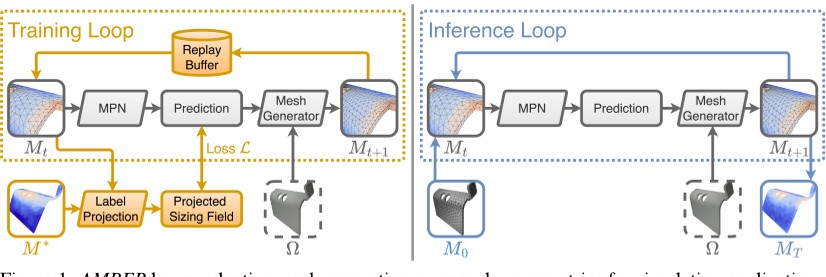 Training Loop
Replay
Buffer
MPN
Prediction
Mesh
Generator
M_t
M_{t+1}
Loss ℒ
Label
Projection
Projected
Sizing Field
M*
Ω
Inference Loop
MPN
Prediction
Mesh
Generator
M_t
M_{t+1}
M_0
Ω
M_T